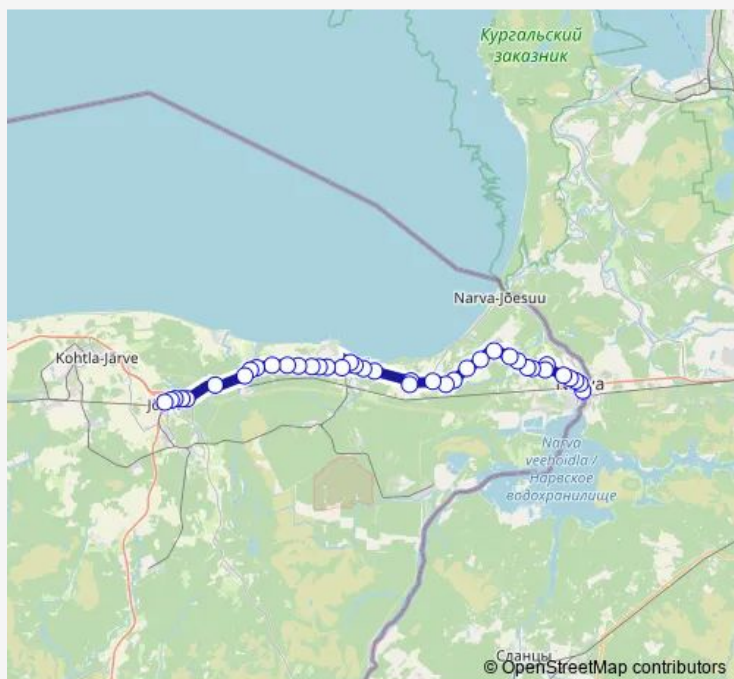 Кургальский
заказник
Narva-Jõesuu
Kohtla-Järve
Narva
veehoidla /
Нарвское
водохранилище
Сланцы
© OpenStreetMap contributors